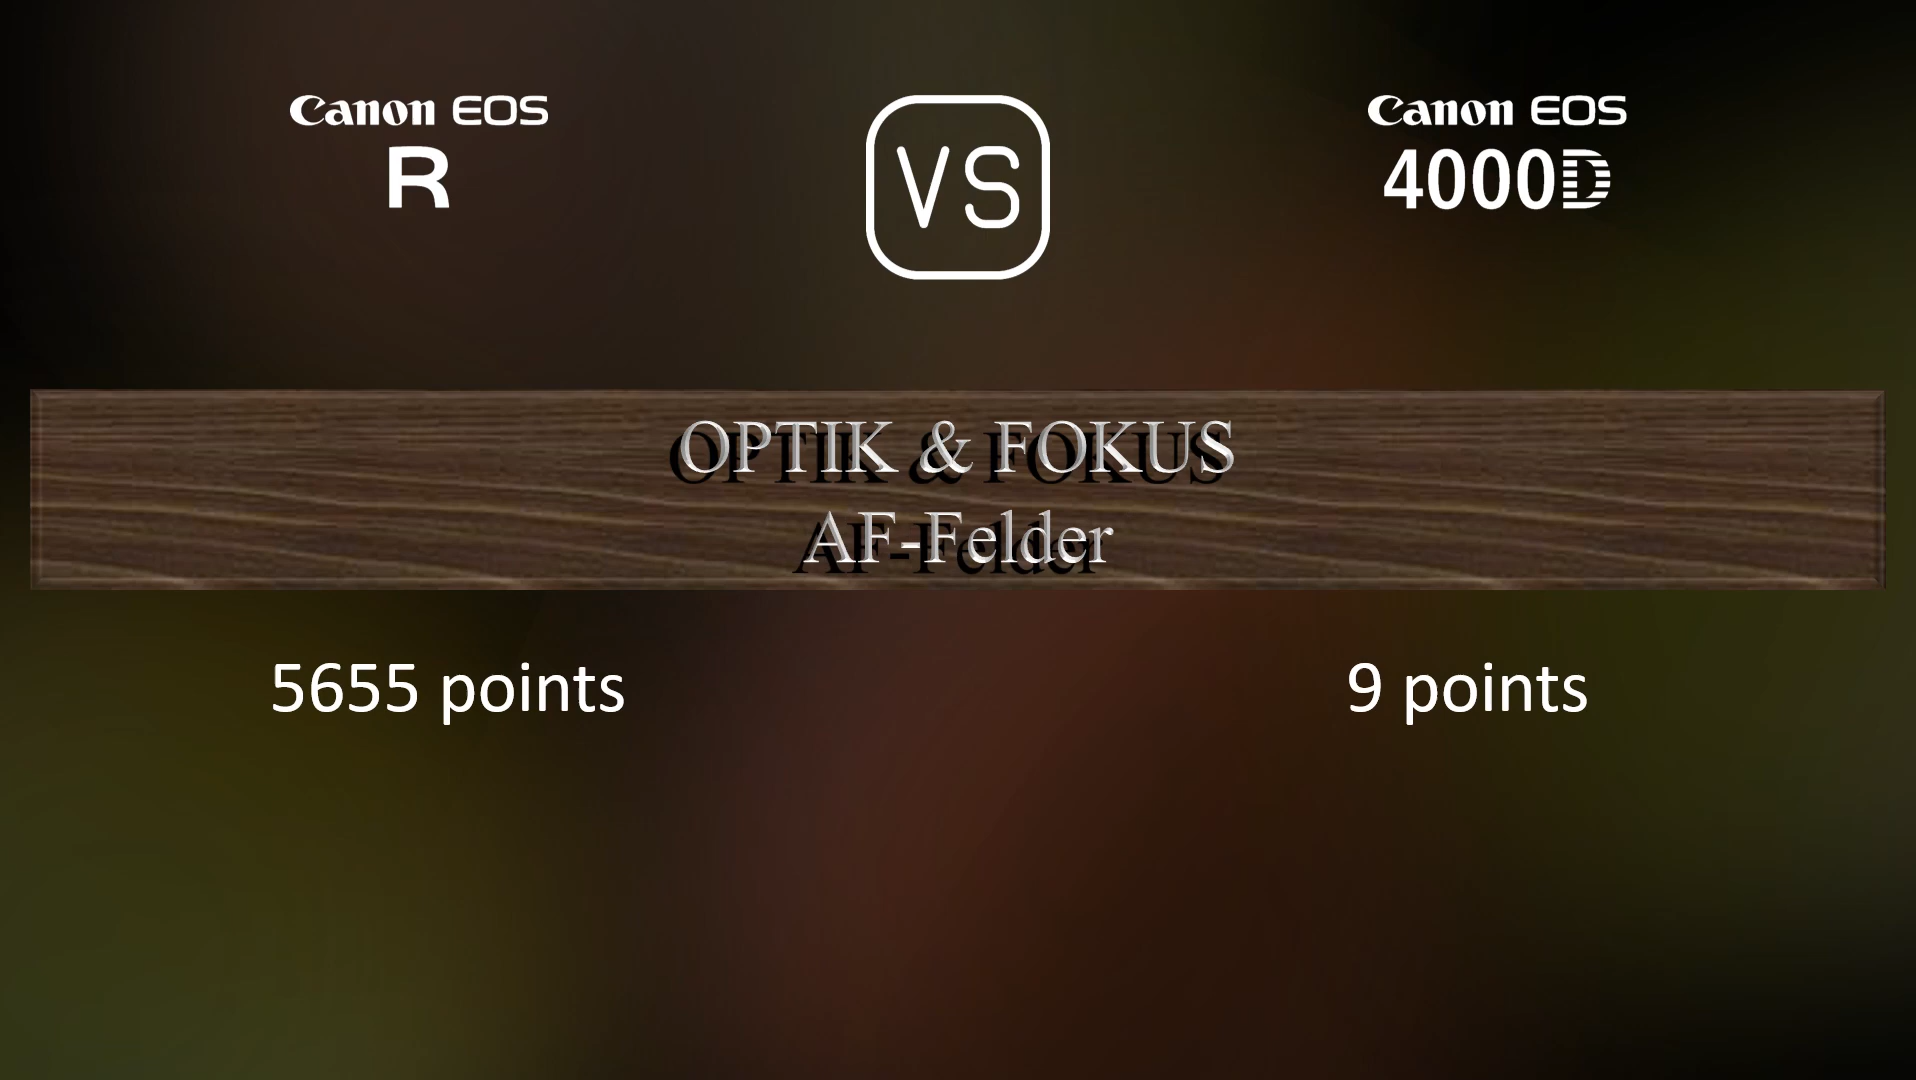 Canon EOS
R
VS
Canon EOS
4000D
OPTIK & FOKUS
AF-Felder
5655 points
9 points